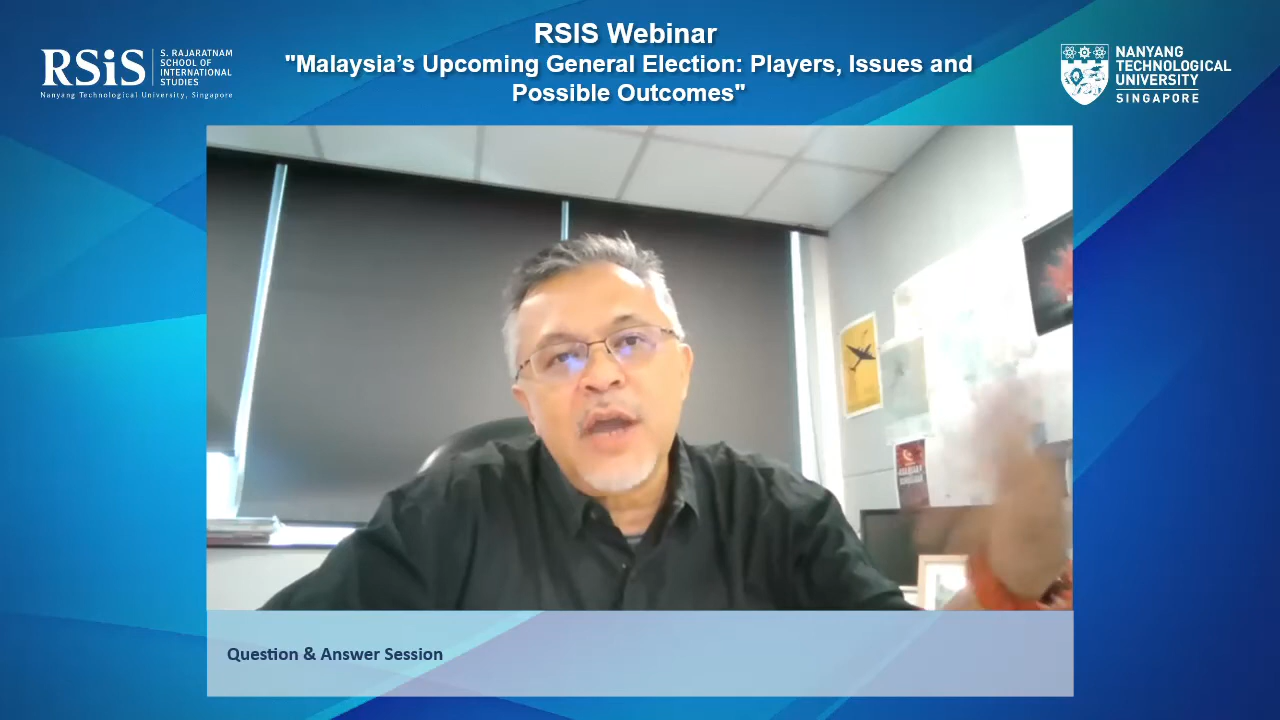 RSIS Webinar
"Malaysia's Upcoming General Election: Players, Issues and
Possible Outcomes"
RSiS
S. RAJARATNAM
SCHOOL OF
INTERNATIONAL
STUDIES
Nanyang Technological University, Singapore
NANYANG
TECHNOLOGICAL
UNIVERSITY
SINGAPORE
Question & Answer Session